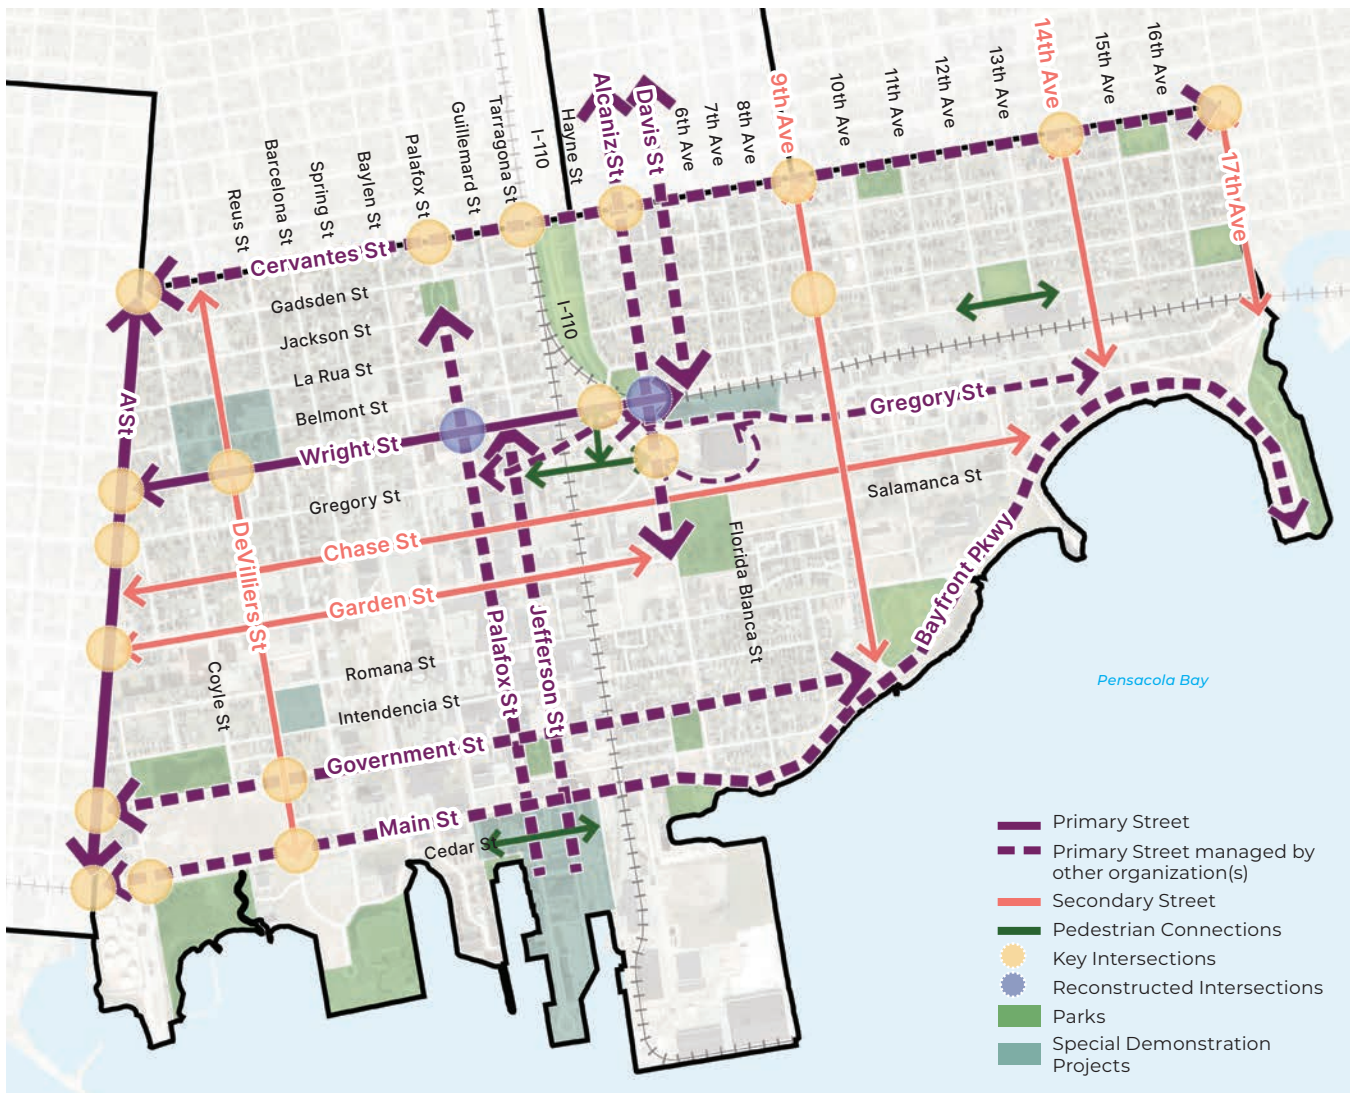 Reus St
Barcelona St
Spring St
Baylen St
Palafox St
Guillemard St
Tarragona St
I-110
Hayne St
Alcaniz St
Davis St
6th Ave
7th Ave
8th Ave
9th Ave
10th Ave
11th Ave
12th Ave
13th Ave
14th Ave
15th Ave
16th Ave
17th Ave
Cervantes St
Gadsden St
Jackson St
La Rua St
Belmont St
Wright St
Gregory St
I-110
A St
Gregory St
Salamanca St
Chase St
Garden St
DeVilliers St
Florida Blanca St
Bayfront Pkwy
Palafox St
Jefferson St
Romana St
Coyle St
Intendencia St
Government St
Main St
Cedar St
Pensacola Bay
Primary Street
Primary Street managed by
other organization(s)
Secondary Street
Pedestrian Connections
Key Intersections
Reconstructed Intersections
Parks
Special Demonstration
Projects